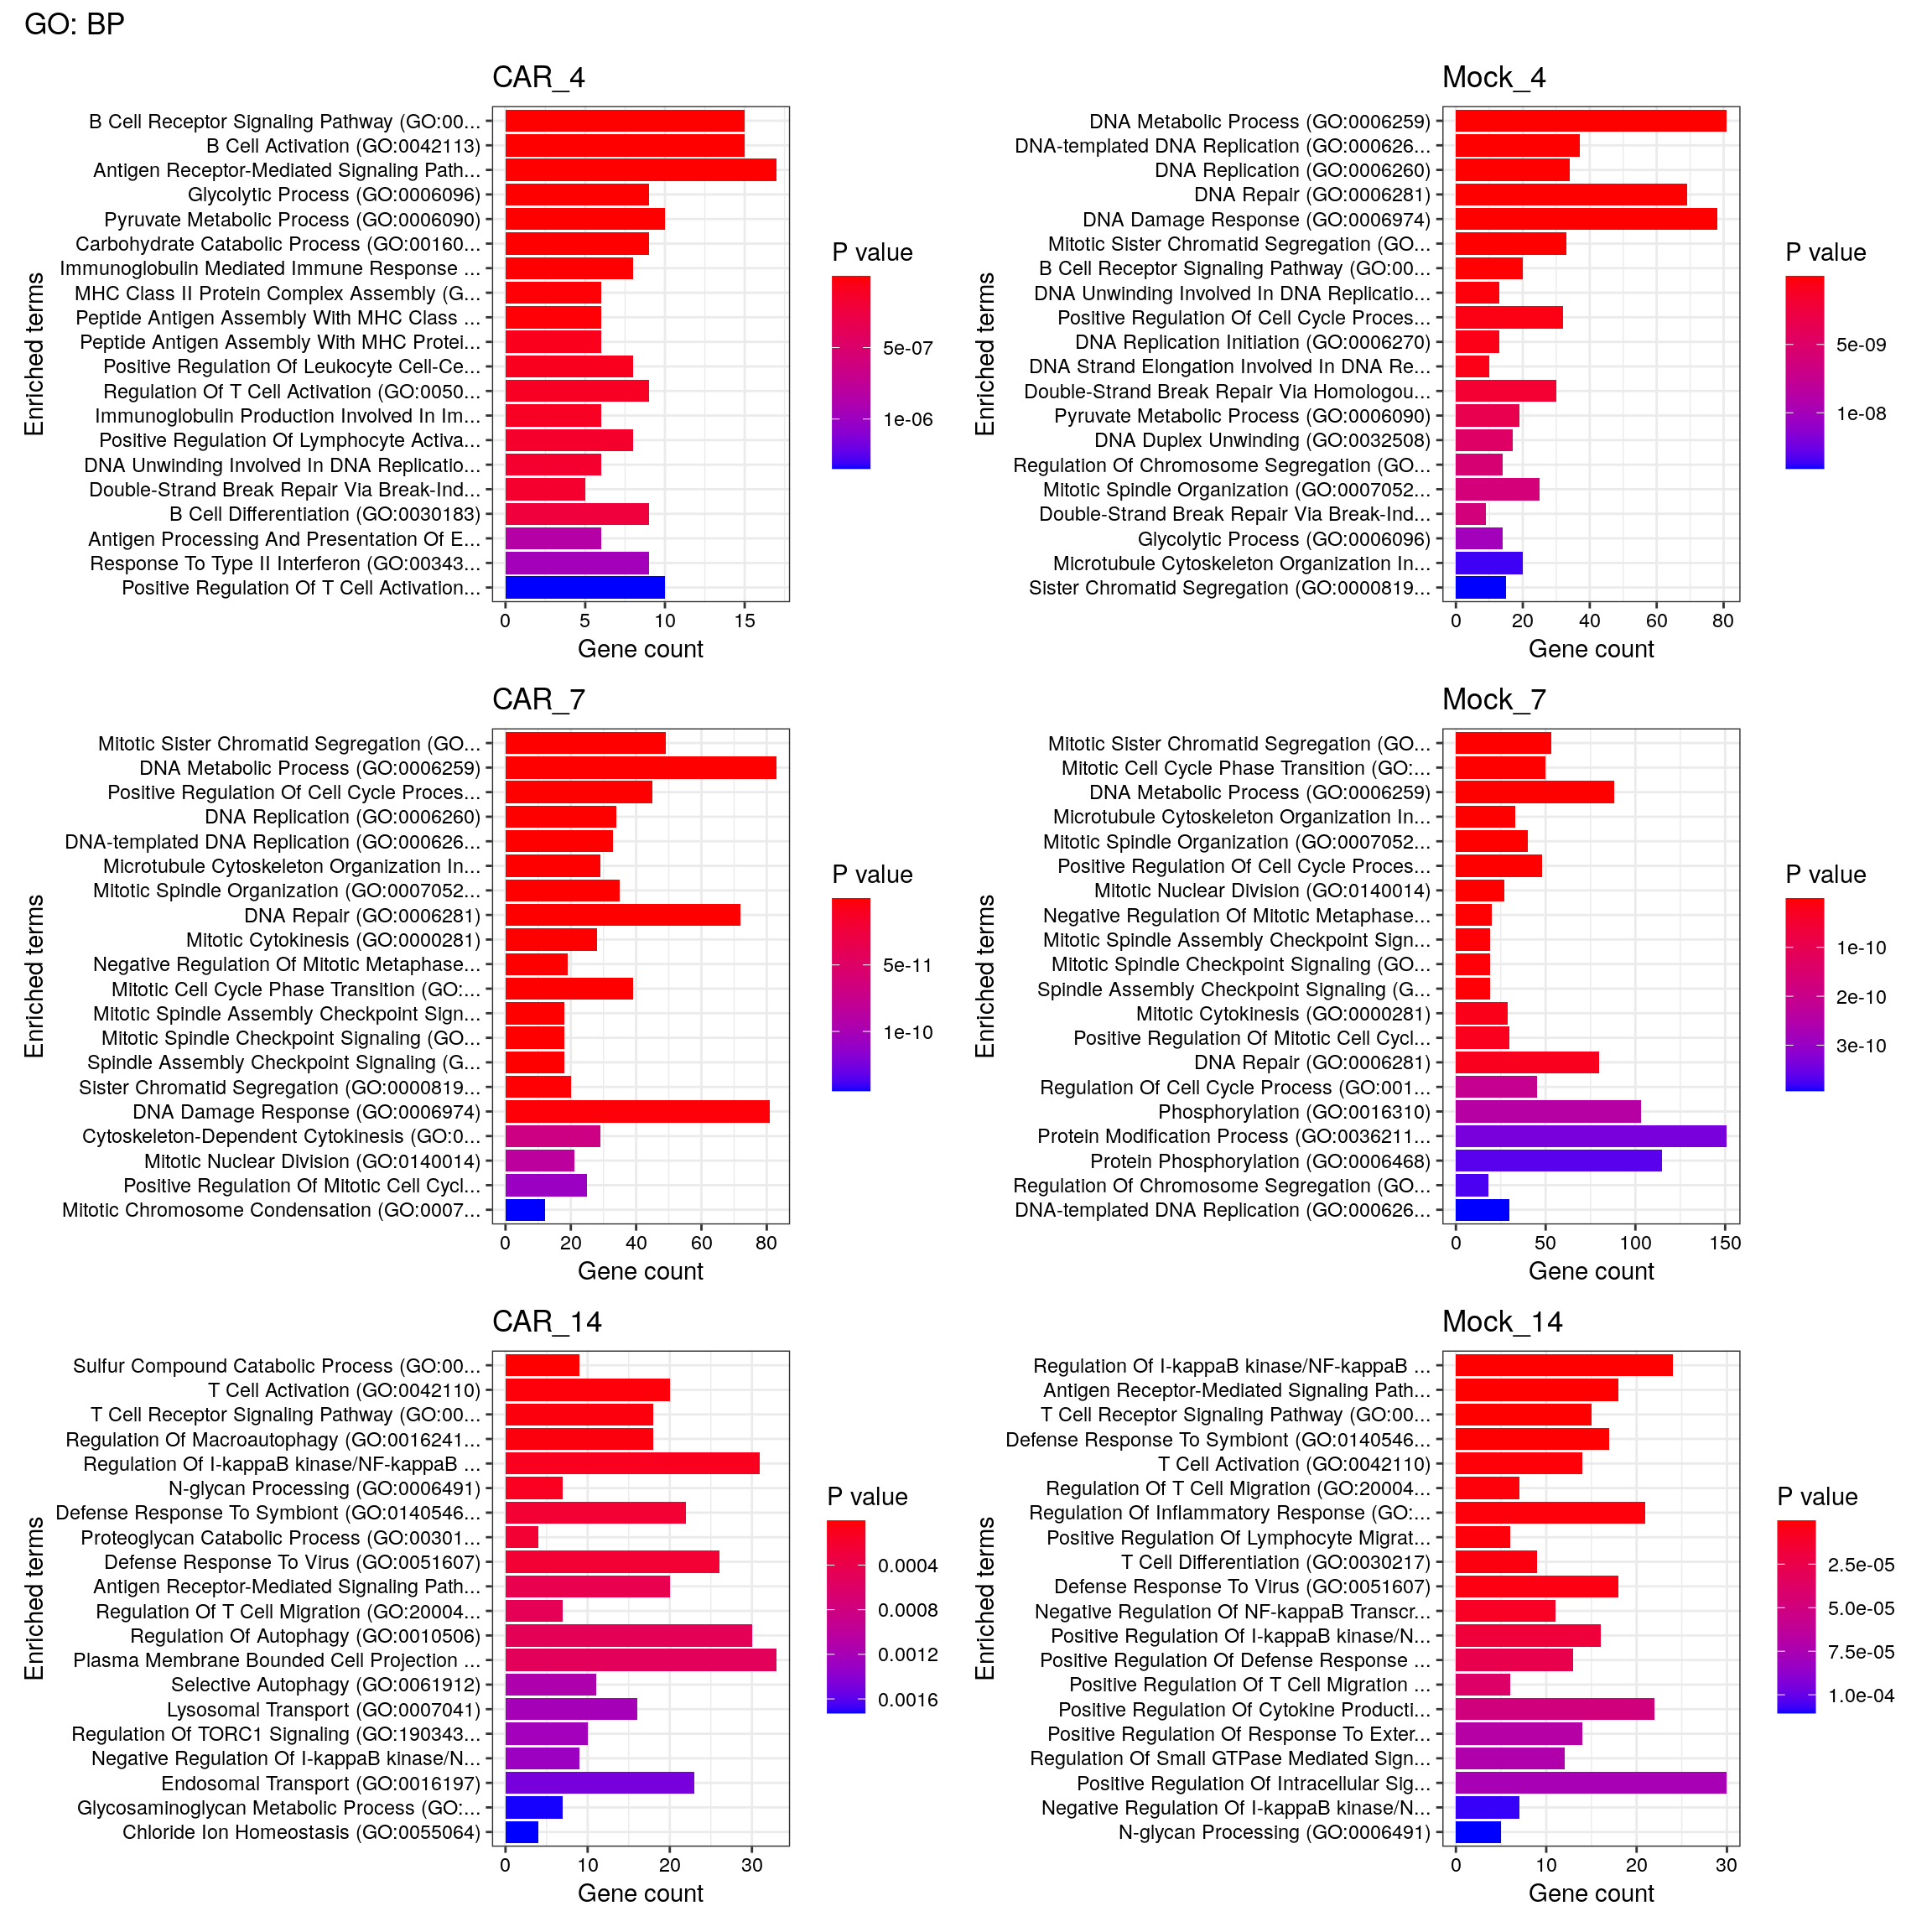 GO: BP
CAR_4
Enriched terms
B Cell Receptor Signaling Pathway (GO:00...
B Cell Activation (GO:0042113)
Antigen Receptor-Mediated Signaling Path...
Glycolytic Process (GO:0006096)
Pyruvate Metabolic Process (GO:0006090)
Carbohydrate Catabolic Process (GO:00160...
Immunoglobulin Mediated Immune Response ...
MHC Class II Protein Complex Assembly (G...
Peptide Antigen Assembly With MHC Class ...
Peptide Antigen Assembly With MHC Protei...
Positive Regulation Of Leukocyte Cell-Ce...
Regulation Of T Cell Activation (GO:0050...
Immunoglobulin Production Involved In Im...
Positive Regulation Of Lymphocyte Activa...
DNA Unwinding Involved In DNA Replicatio...
Double-Strand Break Repair Via Break-Ind...
B Cell Differentiation (GO:0030183)
Antigen Processing And Presentation Of E...
Response To Type II Interferon (GO:00343...
Positive Regulation Of T Cell Activation...
0 5 10 15
Gene count
P value
5e-07
1e-06
Mock_4
Enriched terms
DNA Metabolic Process (GO:0006259)
DNA-templated DNA Replication (GO:000626...
DNA Replication (GO:0006260)
DNA Repair (GO:0006281)
DNA Damage Response (GO:0006974)
Mitotic Sister Chromatid Segregation (GO...
B Cell Receptor Signaling Pathway (GO:00...
DNA Unwinding Involved In DNA Replicatio...
Positive Regulation Of Cell Cycle Proces...
DNA Replication Initiation (GO:0006270)
DNA Strand Elongation Involved In DNA Re...
Double-Strand Break Repair Via Homologou...
Pyruvate Metabolic Process (GO:0006090)
DNA Duplex Unwinding (GO:0032508)
Regulation Of Chromosome Segregation (GO...
Mitotic Spindle Organization (GO:0007052...
Double-Strand Break Repair Via Break-Ind...
Glycolytic Process (GO:0006096)
Microtubule Cytoskeleton Organization In...
Sister Chromatid Segregation (GO:0000819...
0 20 40 60 80
Gene count
P value
5e-09
1e-08
CAR_7
Enriched terms
Mitotic Sister Chromatid Segregation (GO...
DNA Metabolic Process (GO:0006259)
Positive Regulation Of Cell Cycle Proces...
DNA Replication (GO:0006260)
DNA-templated DNA Replication (GO:000626...
Microtubule Cytoskeleton Organization In...
Mitotic Spindle Organization (GO:0007052...
DNA Repair (GO:0006281)
Mitotic Cytokinesis (GO:0000281)
Negative Regulation Of Mitotic Metaphase...
Mitotic Cell Cycle Phase Transition (GO:...
Mitotic Spindle Assembly Checkpoint Sign...
Mitotic Spindle Checkpoint Signaling (GO...
Spindle Assembly Checkpoint Signaling (G...
Sister Chromatid Segregation (GO:0000819...
DNA Damage Response (GO:0006974)
Cytoskeleton-Dependent Cytokinesis (GO:0...
Mitotic Nuclear Division (GO:0140014)
Positive Regulation Of Mitotic Cell Cycl...
Mitotic Chromosome Condensation (GO:0007...
0 20 40 60 80
Gene count
P value
5e-11
1e-10
Mock_7
Enriched terms
Mitotic Sister Chromatid Segregation (GO...
Mitotic Cell Cycle Phase Transition (GO:...
DNA Metabolic Process (GO:0006259)
Microtubule Cytoskeleton Organization In...
Mitotic Spindle Organization (GO:0007052...
Positive Regulation Of Cell Cycle Proces...
Mitotic Nuclear Division (GO:0140014)
Negative Regulation Of Mitotic Metaphase...
Mitotic Spindle Assembly Checkpoint Sign...
Mitotic Spindle Checkpoint Signaling (GO...
Spindle Assembly Checkpoint Signaling (G...
Mitotic Cytokinesis (GO:0000281)
Positive Regulation Of Mitotic Cell Cycl...
DNA Repair (GO:0006281)
Regulation Of Cell Cycle Process (GO:001...
Phosphorylation (GO:0016310)
Protein Modification Process (GO:0036211...
Protein Phosphorylation (GO:0006468)
Regulation Of Chromosome Segregation (GO...
DNA-templated DNA Replication (GO:000626...
0 50 100 150
Gene count
P value
1e-10
2e-10
3e-10
CAR_14
Enriched terms
Sulfur Compound Catabolic Process (GO:00...
T Cell Activation (GO:0042110)
T Cell Receptor Signaling Pathway (GO:00...
Regulation Of Macroautophagy (GO:0016241...
Regulation Of I-kappaB kinase/NF-kappaB ...
N-glycan Processing (GO:0006491)
Defense Response To Symbiont (GO:0140546...
Proteoglycan Catabolic Process (GO:00301...
Defense Response To Virus (GO:0051607)
Antigen Receptor-Mediated Signaling Path...
Regulation Of T Cell Migration (GO:20004...
Regulation Of Autophagy (GO:0010506)
Plasma Membrane Bounded Cell Projection ...
Selective Autophagy (GO:0061912)
Lysosomal Transport (GO:0007041)
Regulation Of TORC1 Signaling (GO:190343...
Negative Regulation Of I-kappaB kinase/N...
Endosomal Transport (GO:0016197)
Glycosaminoglycan Metabolic Process (GO:...
Chloride Ion Homeostasis (GO:0055064)
0 10 20 30
Gene count
P value
0.0004
0.0008
0.0012
0.0016
Mock_14
Enriched terms
Regulation Of I-kappaB kinase/NF-kappaB ...
Antigen Receptor-Mediated Signaling Path...
T Cell Receptor Signaling Pathway (GO:00...
Defense Response To Symbiont (GO:0140546...
T Cell Activation (GO:0042110)
Regulation Of T Cell Migration (GO:20004...
Regulation Of Inflammatory Response (GO:...
Positive Regulation Of Lymphocyte Migrat...
T Cell Differentiation (GO:0030217)
Defense Response To Virus (GO:0051607)
Negative Regulation Of NF-kappaB Transcr...
Positive Regulation Of I-kappaB kinase/N...
Positive Regulation Of Defense Response ...
Positive Regulation Of T Cell Migration ...
Positive Regulation Of Cytokine Producti...
Positive Regulation Of Response To Exter...
Regulation Of Small GTPase Mediated Sign...
Positive Regulation Of Intracellular Sig...
Negative Regulation Of I-kappaB kinase/N...
N-glycan Processing (GO:0006491)
0 10 20 30
Gene count
P value
2.5e-05
5.0e-05
7.5e-05
1.0e-04